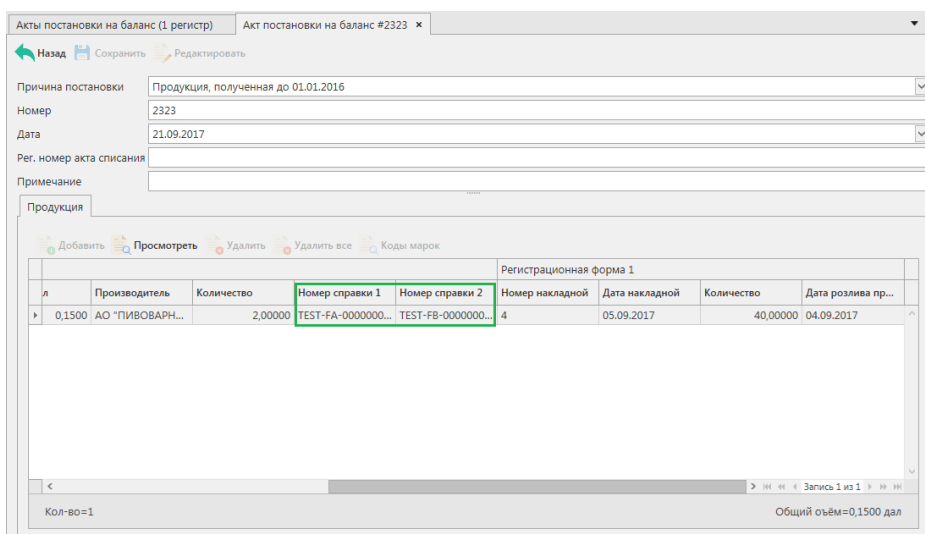 Акты постановки на баланс (1 регистр) Акт постановки на баланс #2323 ×
Назад Сохранить Редактировать
Причина постановки Продукция, полученная до 01.01.2016
Номер 2323
Дата 21.09.2017
Рег. номер акта списания
Примечание
Продукция
Добавить Просмотреть Удалить Удалить все Коды марок
Регистрационная форма 1
л Производитель Количество Номер справки 1 Номер справки 2 Номер накладной Дата накладной Количество Дата розлива пр...
0,1500 АО "ПИВОВАРН... 2,00000 TEST-FA-0000000... TEST-FB-0000000... 4 05.09.2017 40,00000 04.09.2017
Запись 1 из 1
Кол-во=1 Общий оъём=0,1500 дал